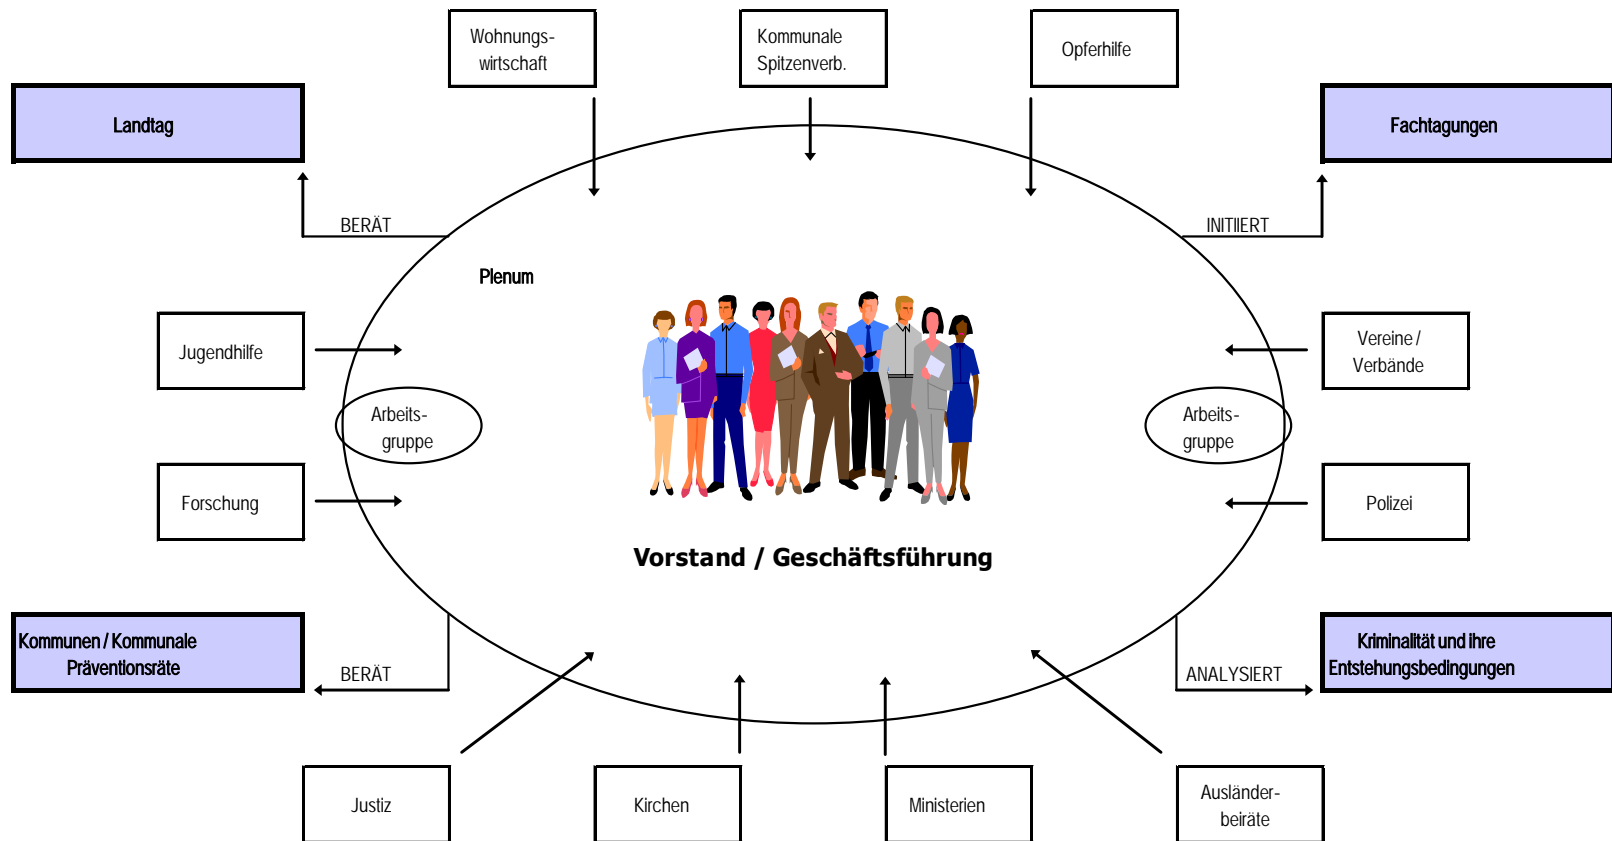 Wohnungs-
wirtschaft
Kommunale
Spitzenverb.
Opferhilfe
Landtag
Fachtagungen
BERÄT
INITIIERT
Plenum
Jugendhilfe
Vereine /
Verbände
Arbeits-
gruppe
Arbeits-
gruppe
Forschung
Polizei
Vorstand / Geschäftsführung
Kommunen / Kommunale
Präventionsräte
BERÄT
ANALYSIERT
Kriminalität und ihre
Entstehungsbedingungen
Justiz
Kirchen
Ministerien
Ausländer-
beiräte